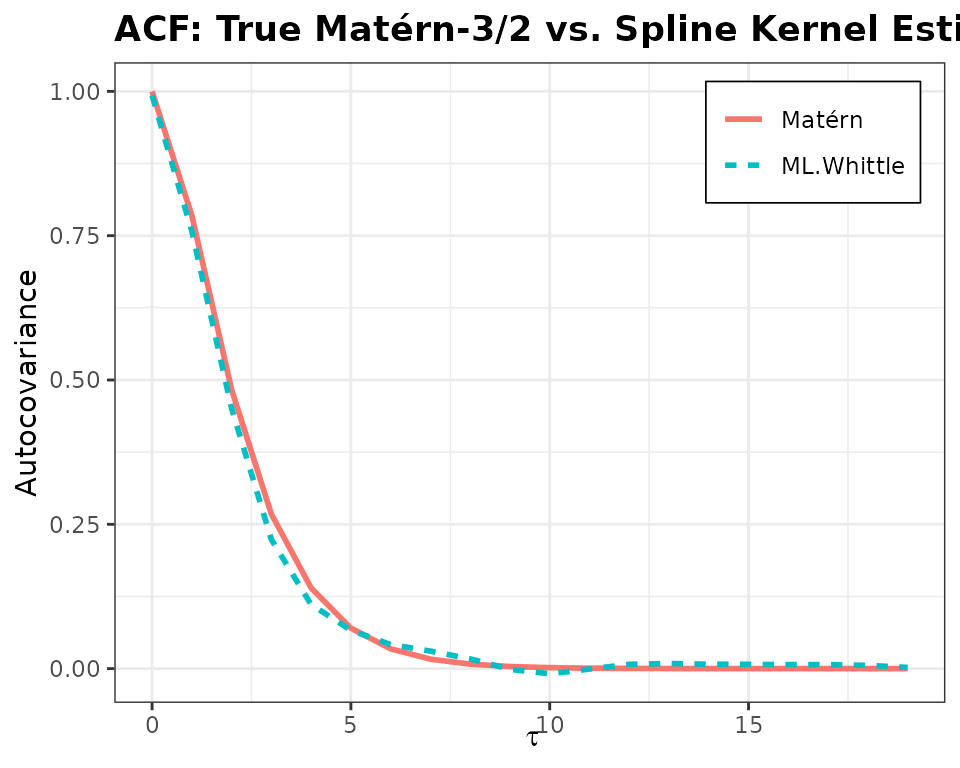 ACF: True Matérn-3/2 vs. Spline Kernel Esti
1.00
0.75
0.50
0.25
0.00
Autocovariance
Matérn
ML.Whittle
0 5 10 15
τ